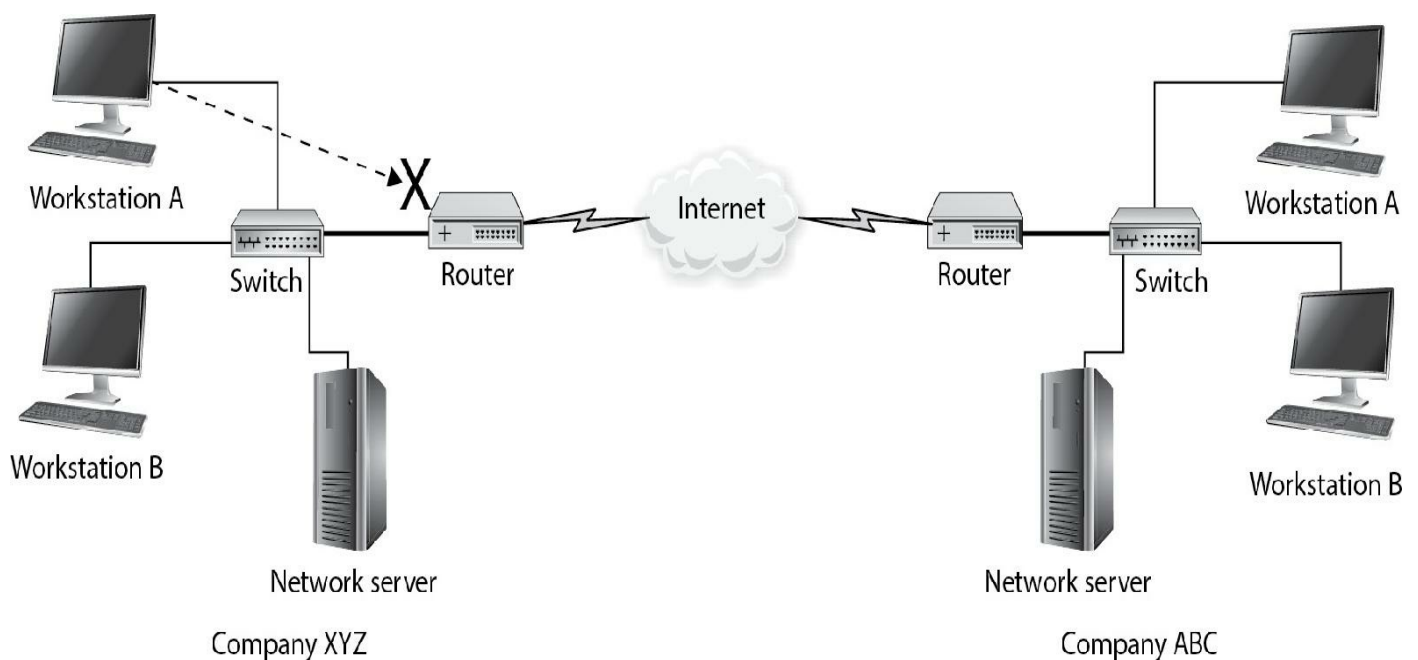 Workstation A
Switch
Router
Internet
Router
Switch
Workstation A
X
Workstation B
Workstation B
Network server
Network server
Company XYZ
Company ABC